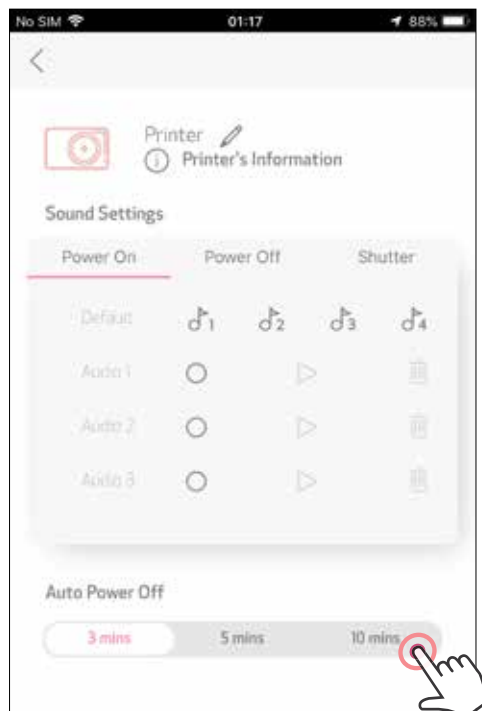 No SIM 01:17 88%
Printer
Printer's Information
Sound Settings
Power On Power Off Shutter
Default 1 2 3 4
Audio 1
Audio 2
Audio 3
Auto Power Off
3 mins 5 mins 10 mins